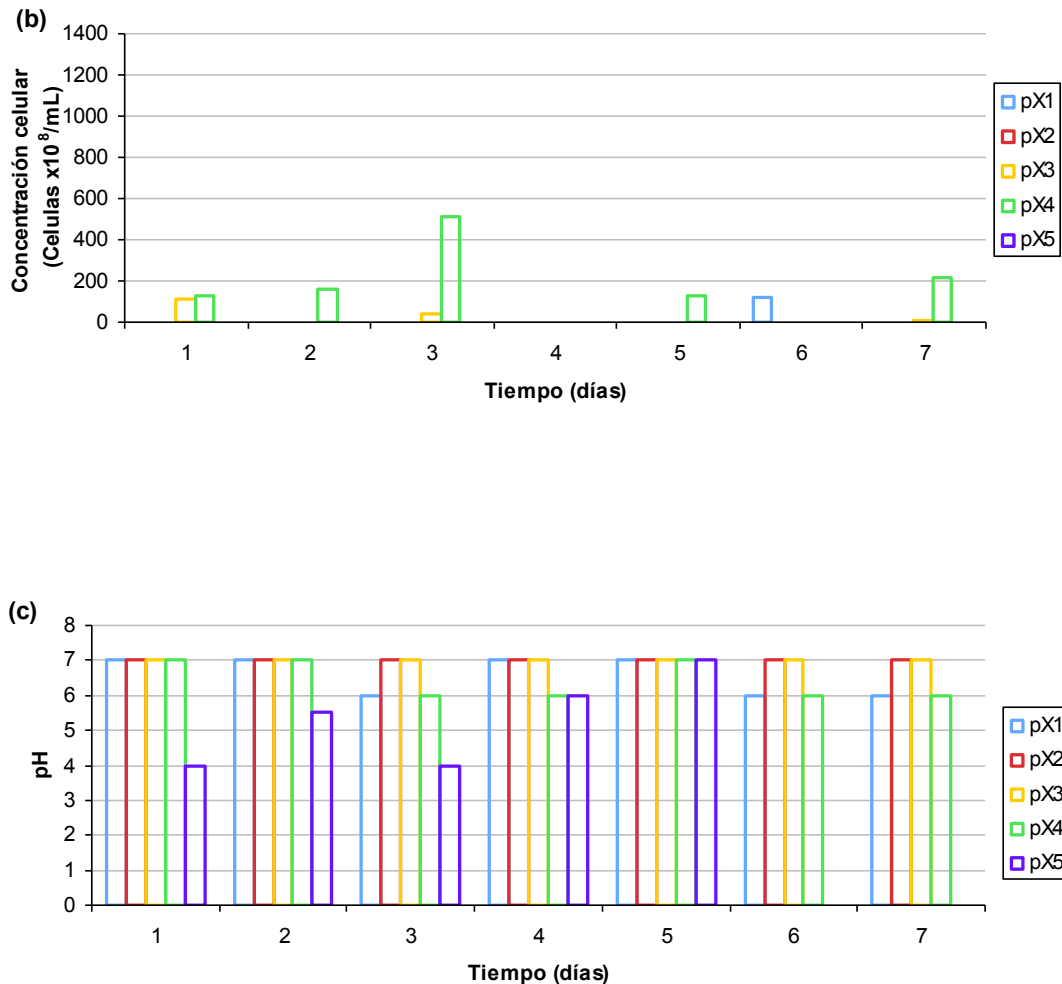 (b)
1400
1200
1000
800
600
400
200
0
Concentración celular
(Celulas x10⁸/mL)
1 2 3 4 5 6 7
Tiempo (días)
pX1
pX2
pX3
pX4
pX5
(c)
8
7
6
5
4
3
2
1
0
pH
1 2 3 4 5 6 7
Tiempo (días)
pX1
pX2
pX3
pX4
pX5